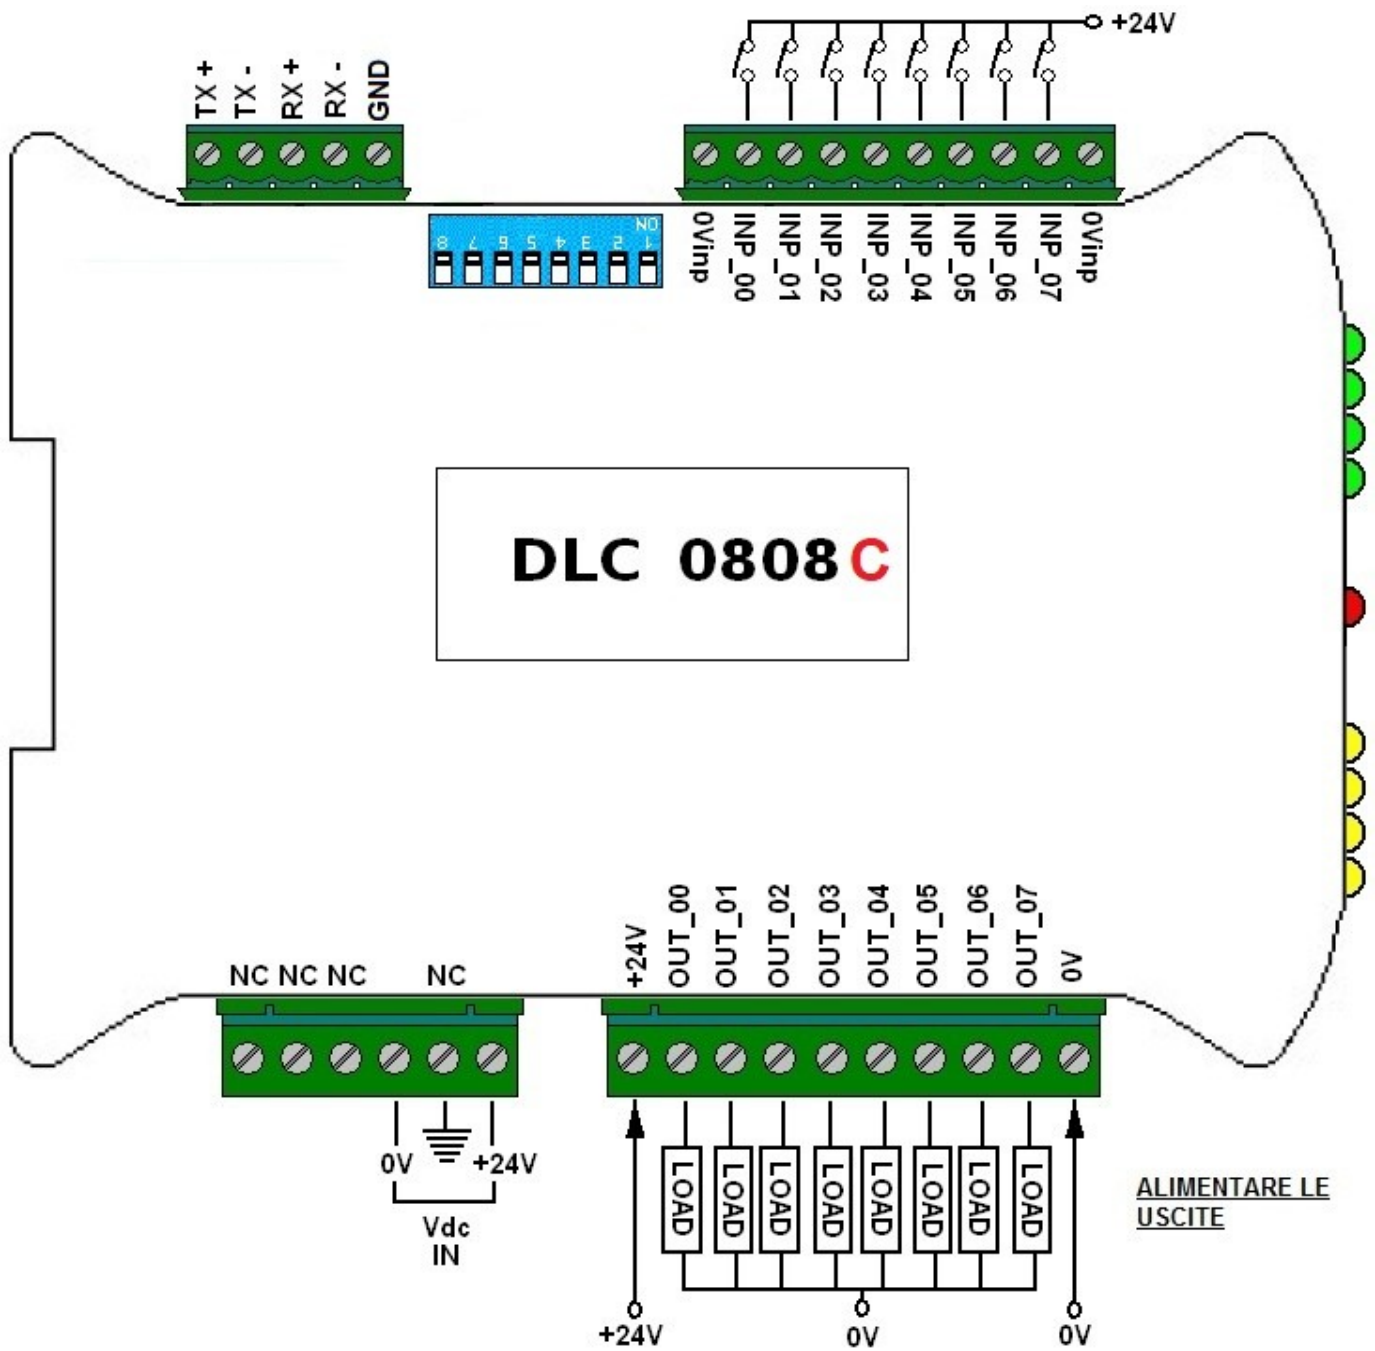 +24V
TX +
TX -
RX +
RX -
GND
ON
8 7 6 5 4 3 2 1
0Vinp
INP_00
INP_01
INP_02
INP_03
INP_04
INP_05
INP_06
INP_07
0Vinp
DLC 0808 C
NC NC NC NC
+24V
OUT_00
OUT_01
OUT_02
OUT_03
OUT_04
OUT_05
OUT_06
OUT_07
0V
0V +24V
Vdc
IN
LOAD
LOAD
LOAD
LOAD
LOAD
LOAD
LOAD
LOAD
ALIMENTARE LE
USCITE
+24V 0V 0V